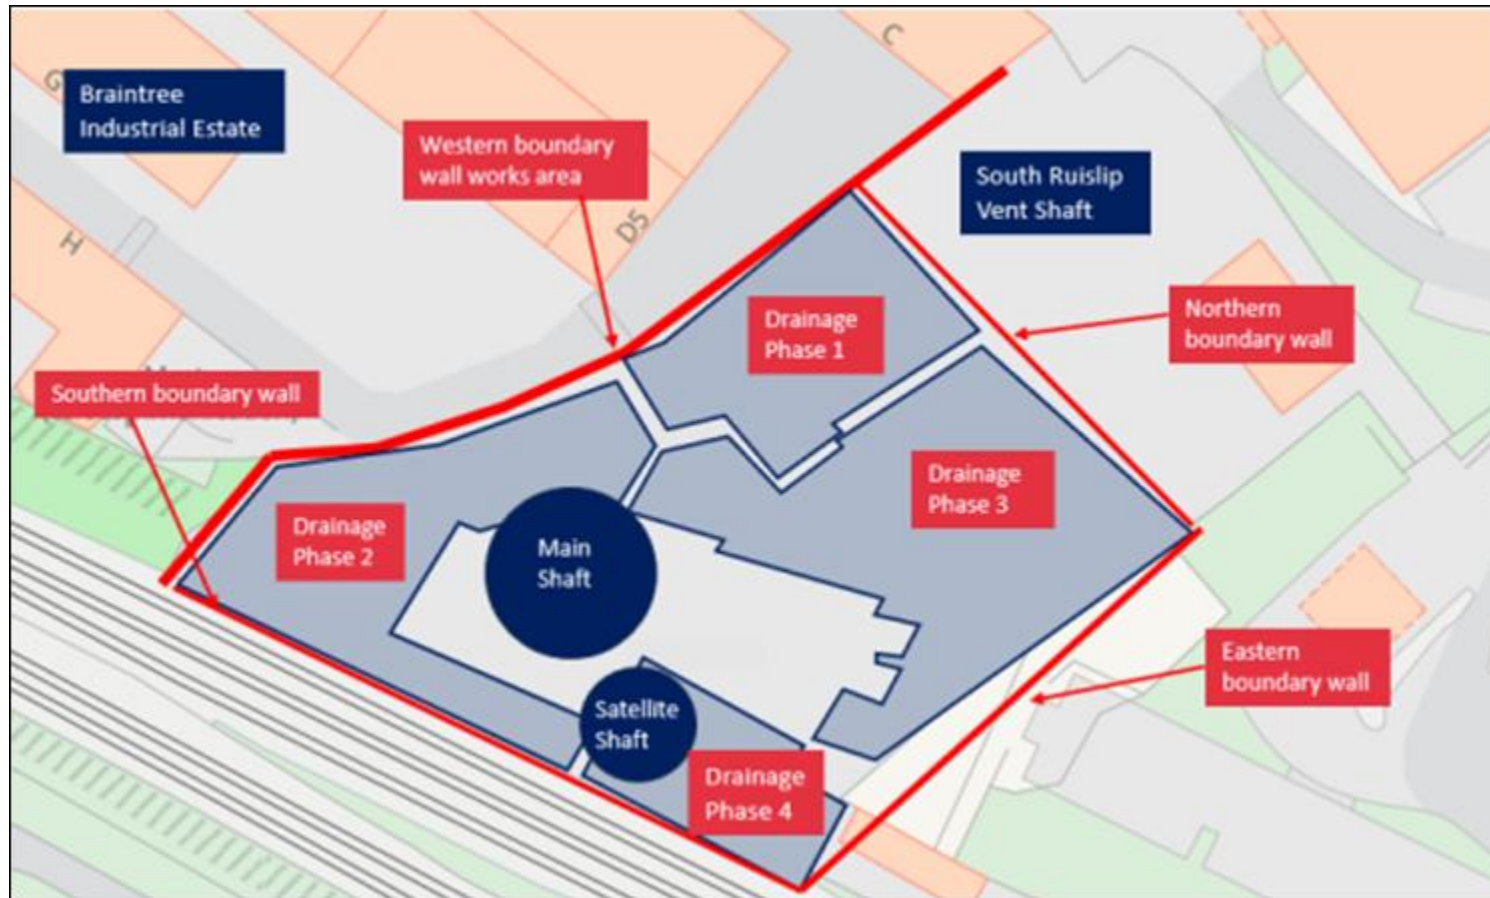 C
G
Braintree
Industrial Estate
Western boundary
wall works area
South Ruislip
Vent Shaft
D5
H
Drainage
Phase 1
Northern
boundary wall
Southern boundary wall
Drainage
Phase 3
Drainage
Phase 2
Main
Shaft
Eastern
boundary wall
Satellite
Shaft
Drainage
Phase 4